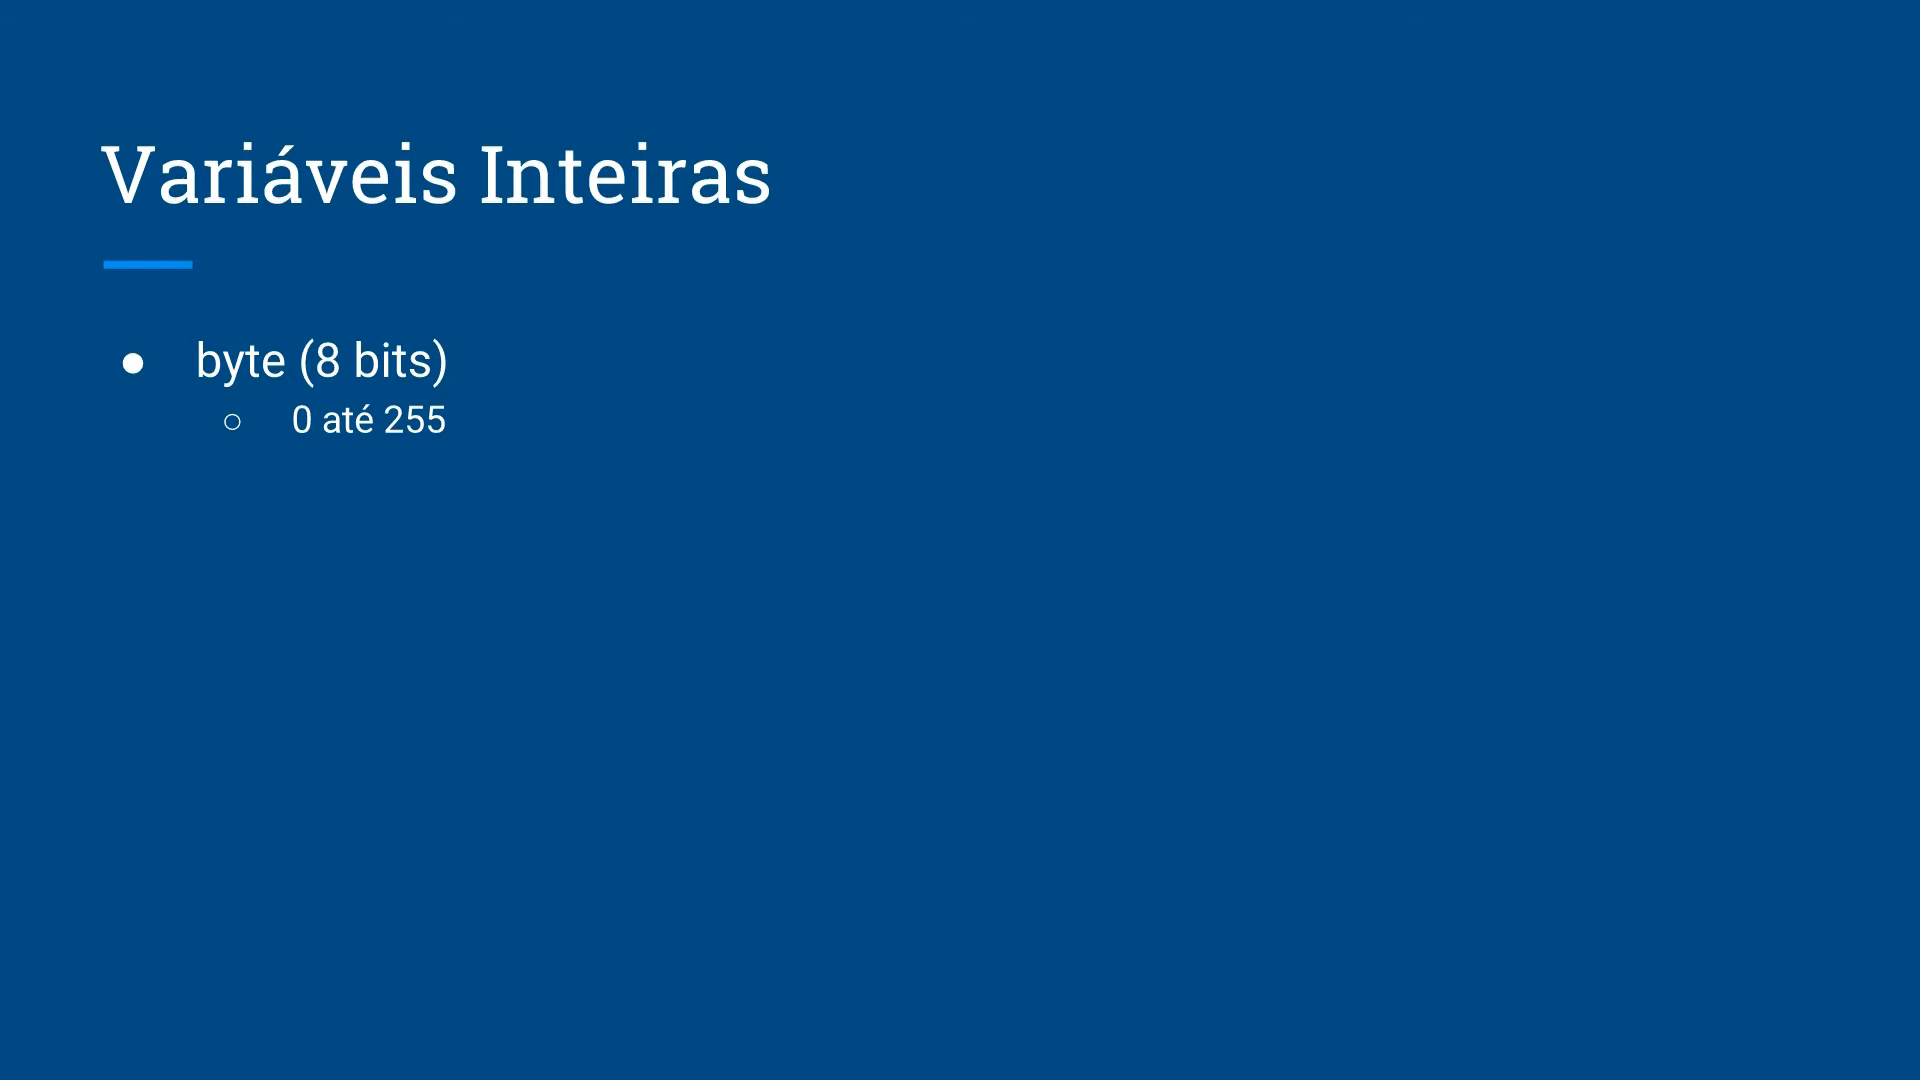 Variáveis Inteiras
● byte (8 bits)
○ 0 até 255